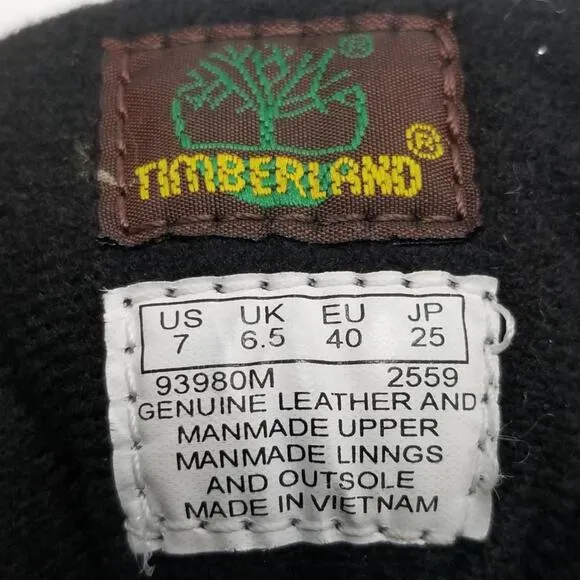 ®
TIMBERLAND®
US UK EU JP
7 6.5 40 25
93980M 2559
GENUINE LEATHER AND
MANMADE UPPER
MANMADE LINNGS
AND OUTSOLE
MADE IN VIETNAM